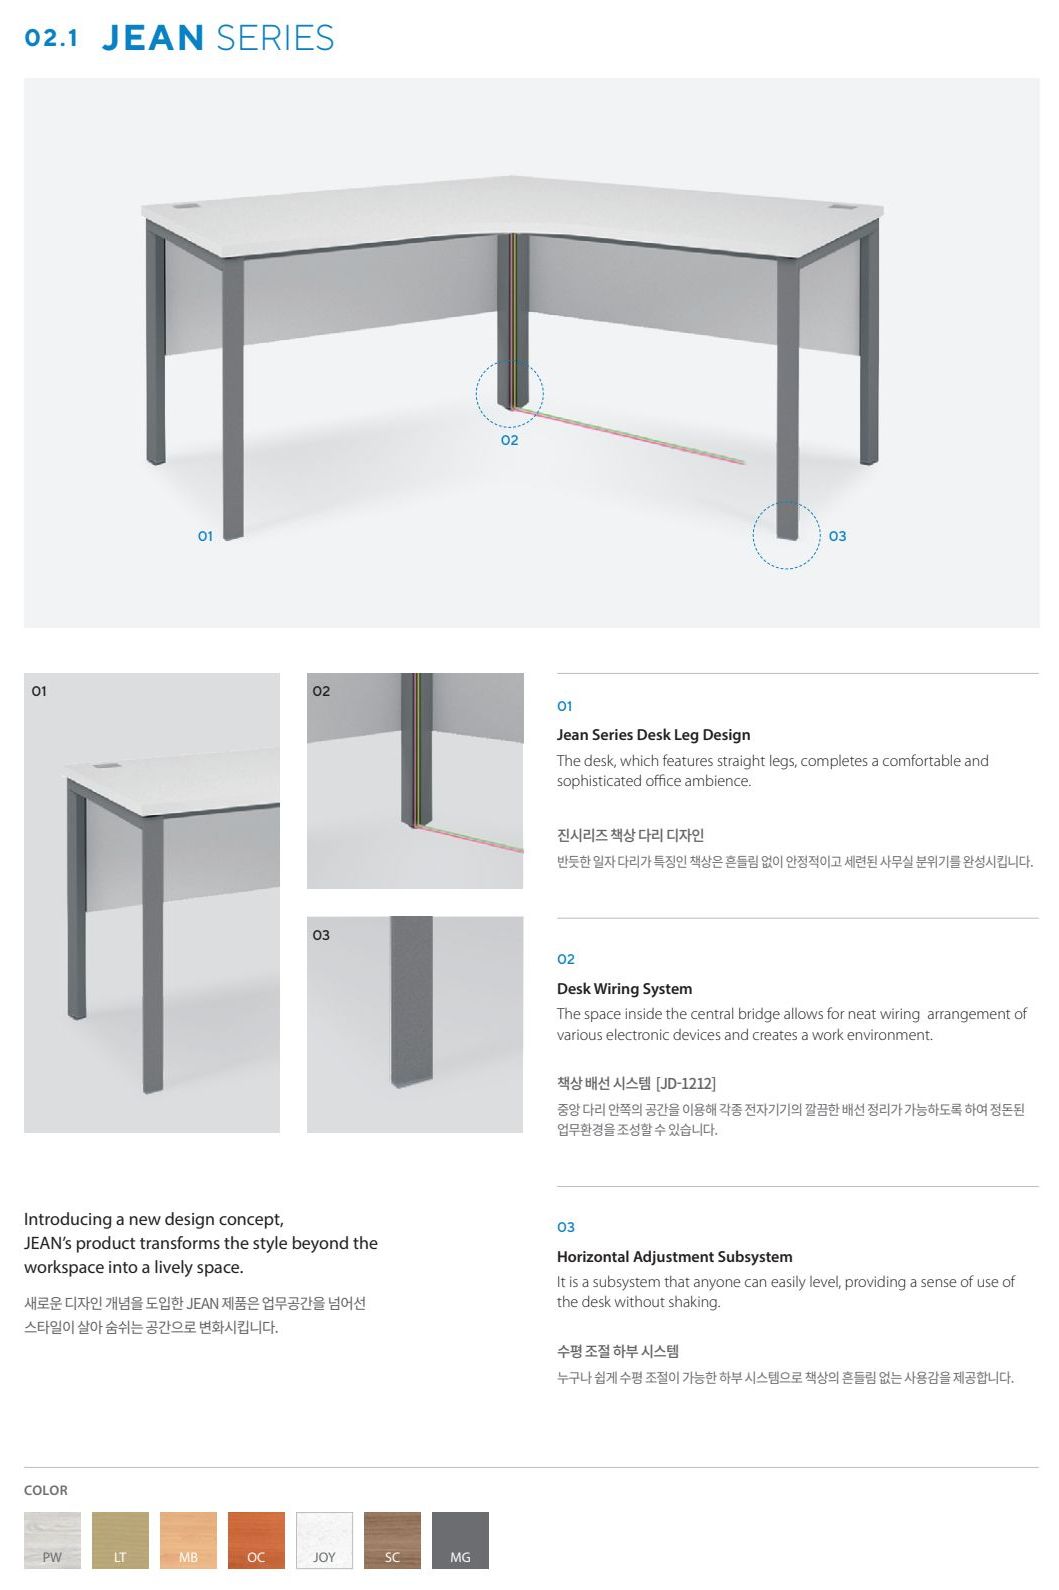 02.1 JEAN SERIES
02
01
03
01
02
03
01
Jean Series Desk Leg Design
The desk, which features straight legs, completes a comfortable and
sophisticated office ambience.
진시리즈 책상 다리 디자인
반듯한 일자 다리가 특징인 책상은 흔들림 없이 안정적이고 세련된 사무실 분위기를 완성시킵니다.
02
Desk Wiring System
The space inside the central bridge allows for neat wiring arrangement of
various electronic devices and creates a work environment.
책상 배선 시스템 [JD-1212]
중앙 다리 안쪽의 공간을 이용해 각종 전자기기의 깔끔한 배선 정리가 가능하도록 하여 정돈된
업무환경을 조성할 수 있습니다.
03
Horizontal Adjustment Subsystem
It is a subsystem that anyone can easily level, providing a sense of use of
the desk without shaking.
수평 조절 하부 시스템
누구나 쉽게 수평 조절이 가능한 하부 시스템으로 책상의 흔들림 없는 사용감을 제공합니다.
Introducing a new design concept,
JEAN’s product transforms the style beyond the
workspace into a lively space.
새로운 디자인 개념을 도입한 JEAN 제품은 업무공간을 넘어선
스타일이 살아 숨쉬는 공간으로 변화시킵니다.
COLOR
PW LT MB OC JOY SC MG